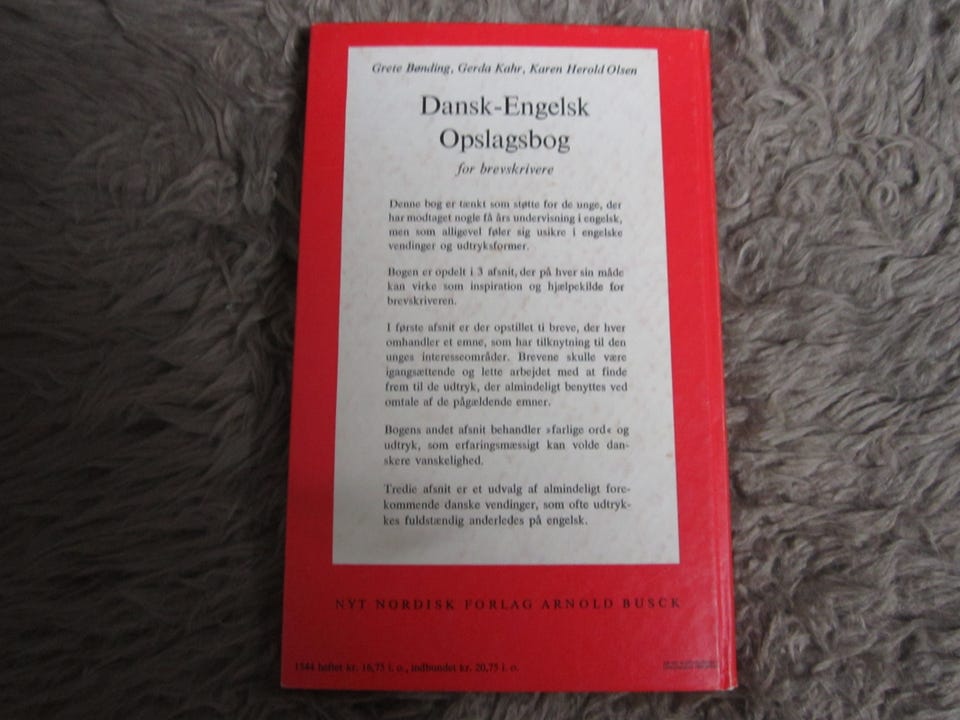 Grete Bønding, Gerda Kahr, Karen Herold Olsen
Dansk-Engelsk
Opslagsbog
for brevskrivere
Denne bog er tænkt som støtte for de unge, der
har modtaget nogle få års undervisning i engelsk,
men som alligevel føler sig usikre i engelske
vendinger og udtryksformer.
Bogen er opdelt i 3 afsnit, der på hver sin måde
kan virke som inspiration og hjælpekilde for
brevskriveren.
I første afsnit er der opstillet ti breve, der hver
omhandler et emne, som har tilknytning til den
unges interesseområder. Brevene skulle være
igangsættende og lette arbejdet med at finde
frem til de udtryk, der almindeligt benyttes ved
omtale af de pågældende emner.
Bogens andet afsnit behandler »farlige ord« og
udtryk, som erfaringsmæssigt kan volde dan-
skere vanskelighed.
Tredie afsnit er et udvalg af almindeligt fore-
kommende danske vendinger, som ofte udtryk-
kes fuldstændig anderledes på engelsk.
NYT NORDISK FORLAG ARNOLD BUSCK
1344 heftet kr. 16,75 i. o., indbundet kr. 20,75 i. o.